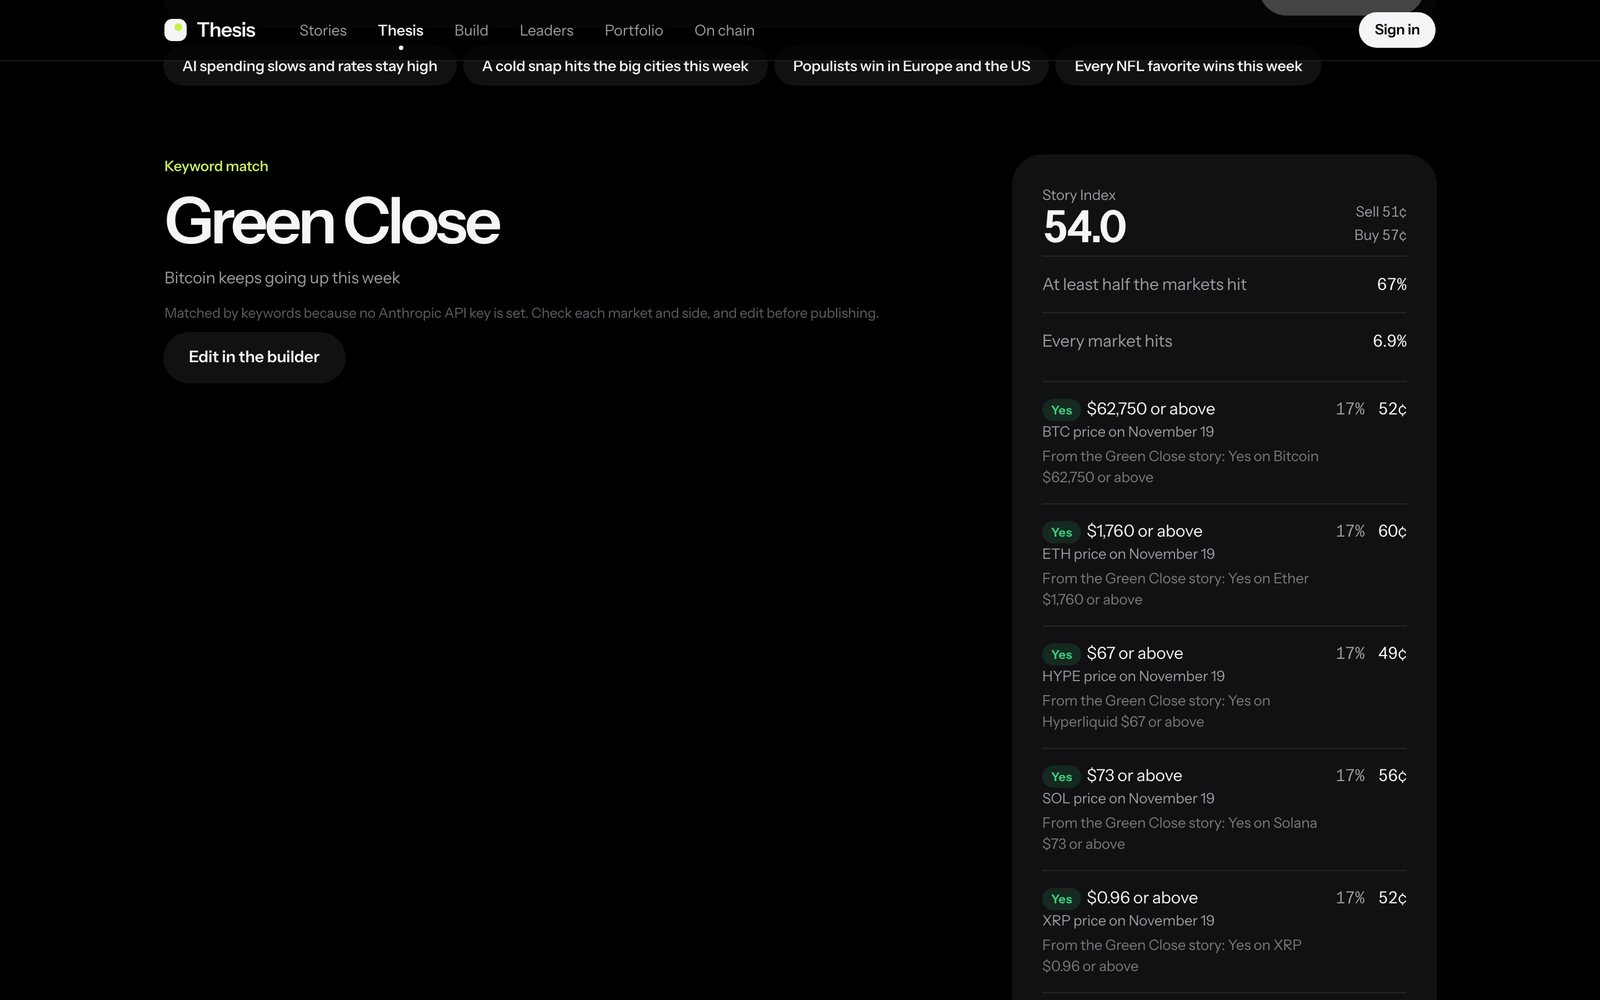 Thesis
Stories
Thesis
Build
Leaders
Portfolio
On chain
Sign in
AI spending slows and rates stay high
A cold snap hits the big cities this week
Populists win in Europe and the US
Every NFL favorite wins this week
Keyword match
Green Close
Bitcoin keeps going up this week
Matched by keywords because no Anthropic API key is set. Check each market and side, and edit before publishing.
Edit in the builder
Story Index
54.0
Sell 51¢
Buy 57¢
At least half the markets hit 67%
Every market hits 6.9%
Yes $62,750 or above 17% 52¢
BTC price on November 19
From the Green Close story: Yes on Bitcoin
$62,750 or above
Yes $1,760 or above 17% 60¢
ETH price on November 19
From the Green Close story: Yes on Ether
$1,760 or above
Yes $67 or above 17% 49¢
HYPE price on November 19
From the Green Close story: Yes on
Hyperliquid $67 or above
Yes $73 or above 17% 56¢
SOL price on November 19
From the Green Close story: Yes on Solana
$73 or above
Yes $0.96 or above 17% 52¢
XRP price on November 19
From the Green Close story: Yes on XRP
$0.96 or above